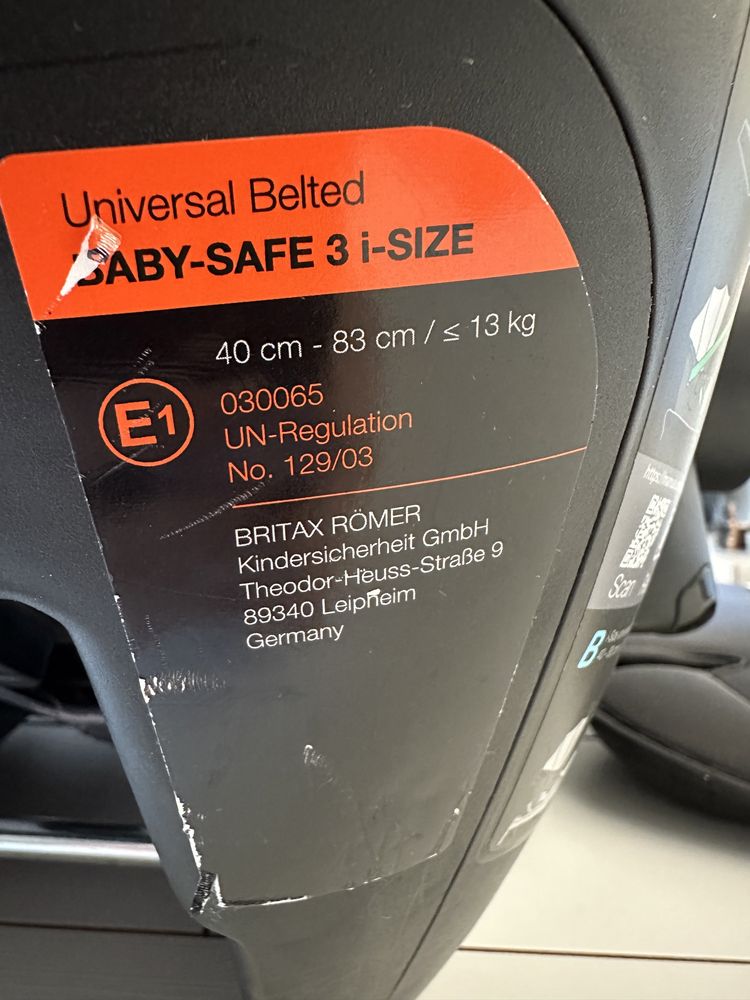 Universal Belted
BABY-SAFE 3 i-SIZE
40 cm - 83 cm / ≤ 13 kg
E1
030065
UN-Regulation
No. 129/03
BRITAX RÖMER
Kindersicherheit GmbH
Theodor-Heuss-Straße 9
89340 Leipheim
Germany
Scan
B